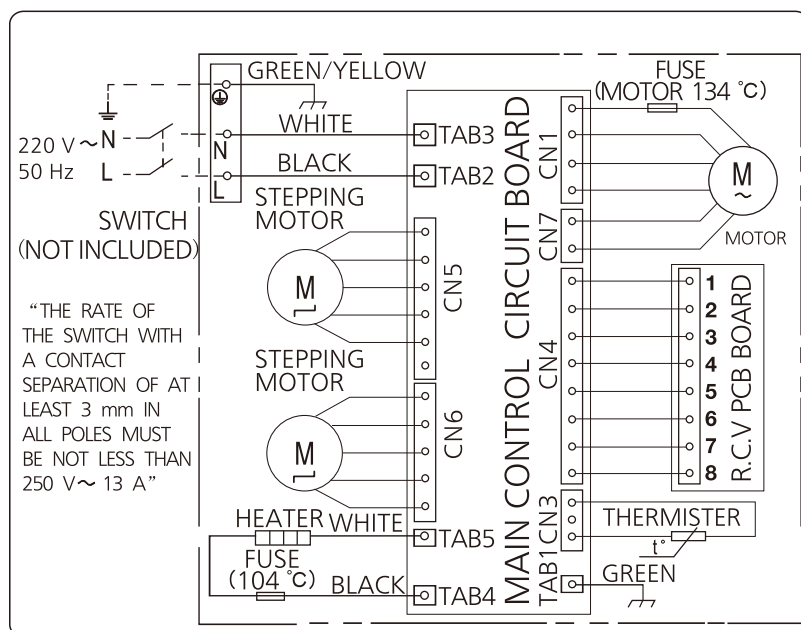 GREEN/YELLOW
FUSE
(MOTOR 134 ℃)
220 V ~ N
50 Hz L
N
L
WHITE
BLACK
TAB3
TAB2
SWITCH
(NOT INCLUDED)
“THE RATE OF
THE SWITCH WITH
A CONTACT
SEPARATION OF AT
LEAST 3 mm IN
ALL POLES MUST
BE NOT LESS THAN
250 V~ 13 A”
STEPPING
MOTOR
M
CN5
STEPPING
MOTOR
M
CN6
HEATER
WHITE
TAB5
FUSE
(104 ℃)
BLACK
TAB4
MAIN CONTROL CIRCUIT BOARD
CN1
CN7
M
~
MOTOR
CN4
1
2
3
4
5
6
7
8
R.C.V PCB BOARD
CN3
THERMISTER
t°
TAB1
GREEN